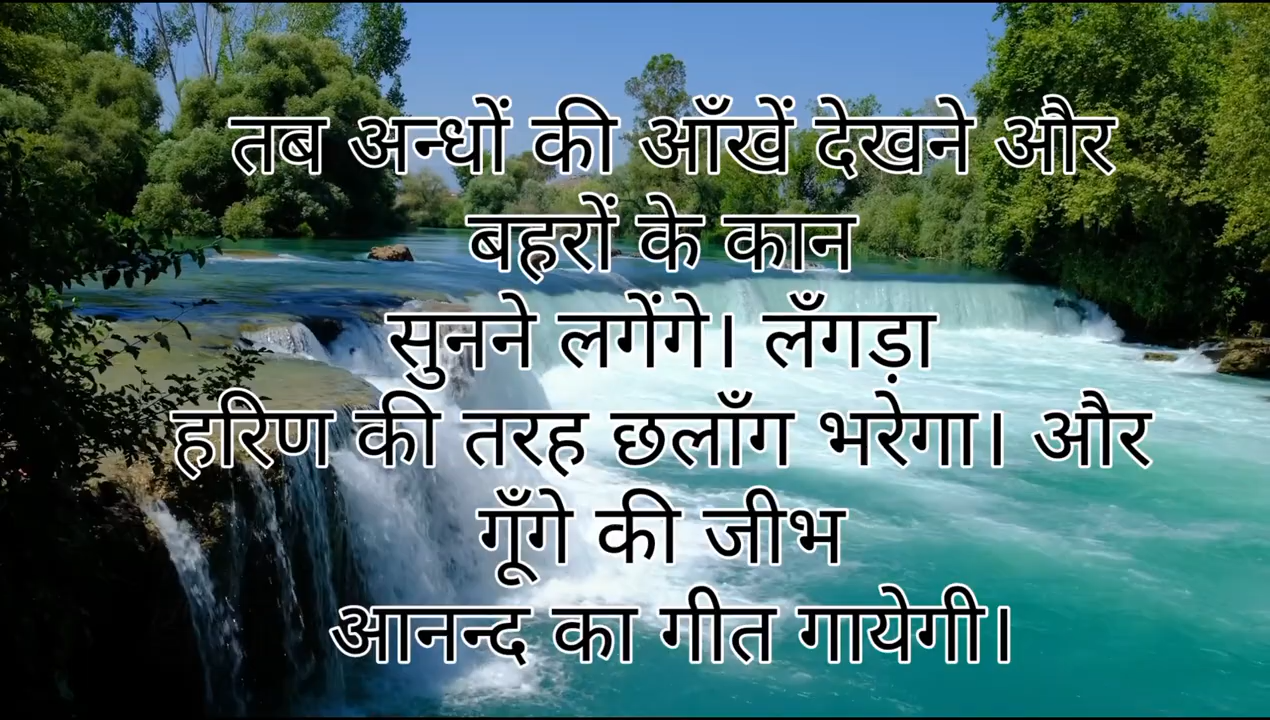 तब अन्धों की आँखें देखने और
बहरों के कान
सुनने लगेंगे। लँगड़ा
हरिण की तरह छलाँग भरेगा। और
गूँगे की जीभ
आनन्द का गीत गायेगी।